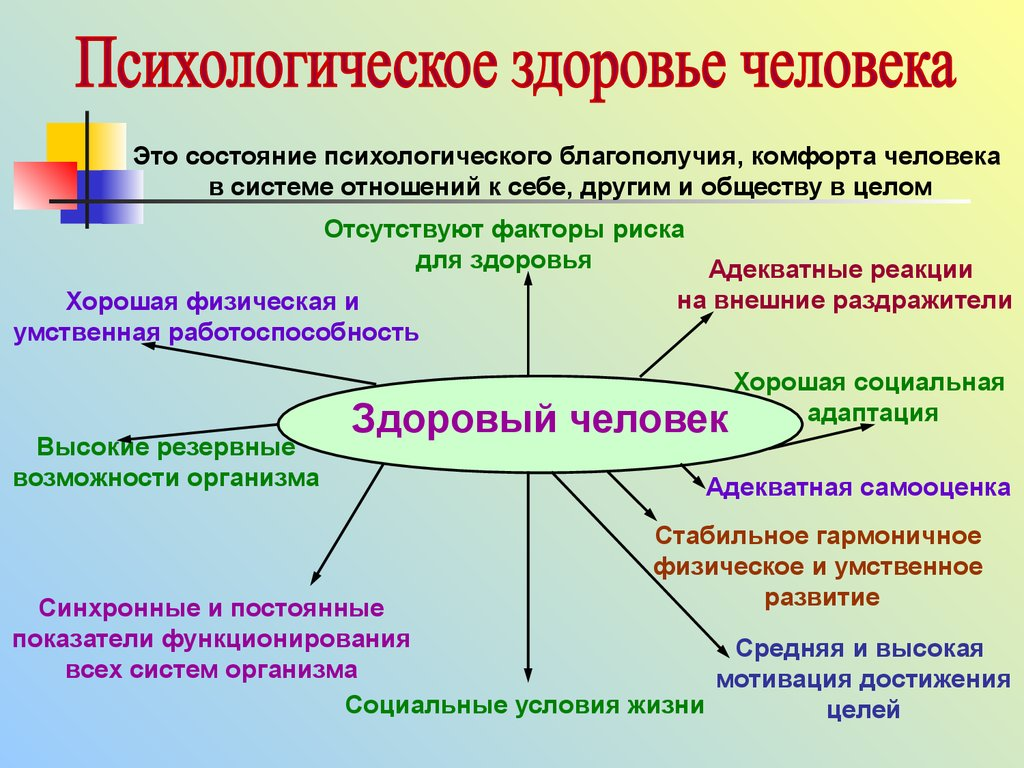 Психологическое здоровье человека
Это состояние психологического благополучия, комфорта человека
в системе отношений к себе, другим и обществу в целом
Отсутствуют факторы риска
для здоровья
Адекватные реакции
на внешние раздражители
Хорошая физическая и
умственная работоспособность
Хорошая социальная
адаптация
Здоровый человек
Высокие резервные
возможности организма
Адекватная самооценка
Стабильное гармоничное
физическое и умственное
развитие
Синхронные и постоянные
показатели функционирования
всех систем организма
Средняя и высокая
мотивация достижения
целей
Социальные условия жизни